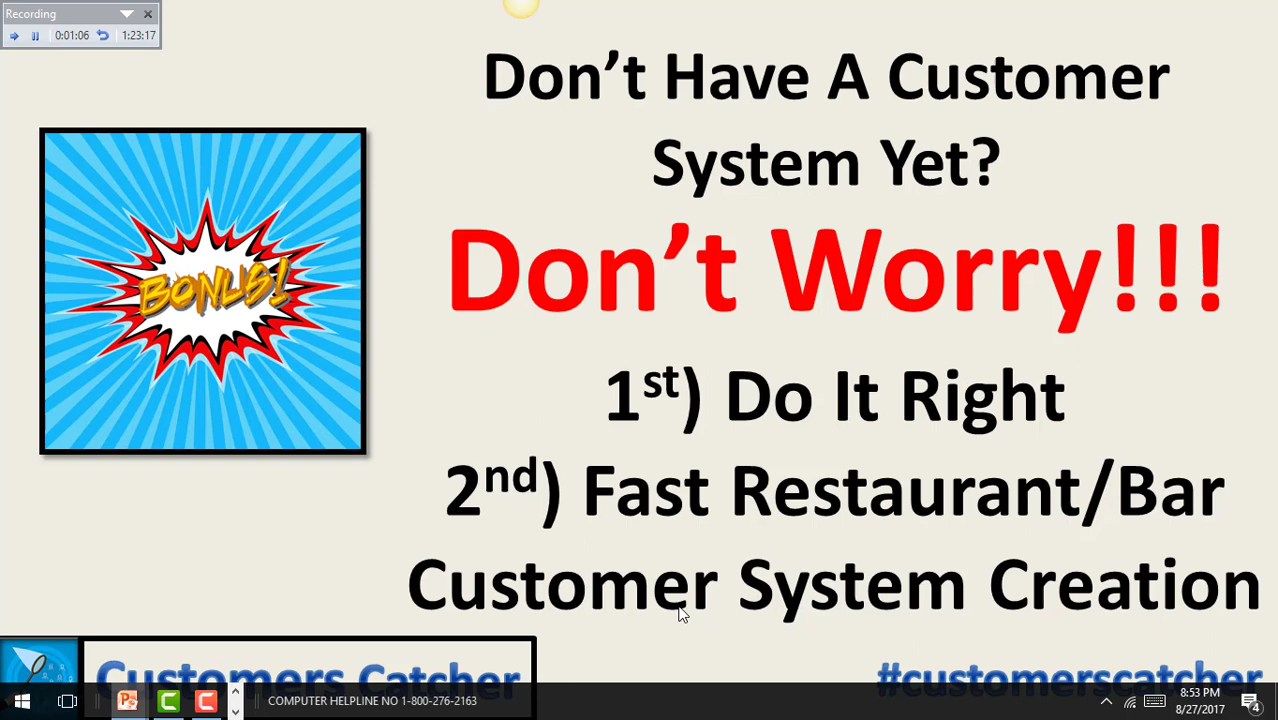 Recording
0:01:06 1:23:17
Don't Have A Customer
System Yet?
Don't Worry!!!
BONUS!
1st) Do It Right
2nd) Fast Restaurant/Bar
Customer System Creation
Customers Catcher
#customerscatcher
COMPUTER HELPLINE NO 1-800-276-2163
8:53 PM
8/27/2017
4